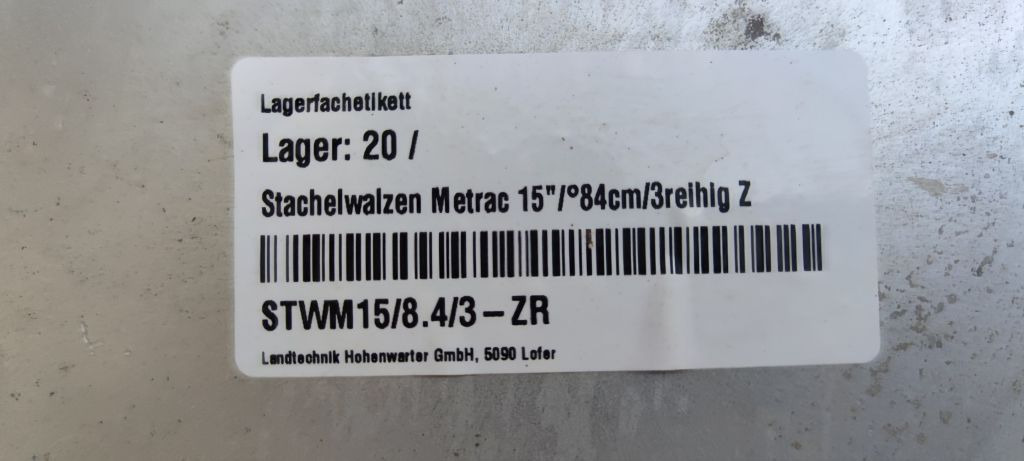 Lagerfachetikett
Lager: 20 /
Stachelwalzen Metrac 15"/°84cm/3reihig Z
STWM15/8.4/3 – ZR
Landtechnik Hohenwarter GmbH, 5090 Lofer